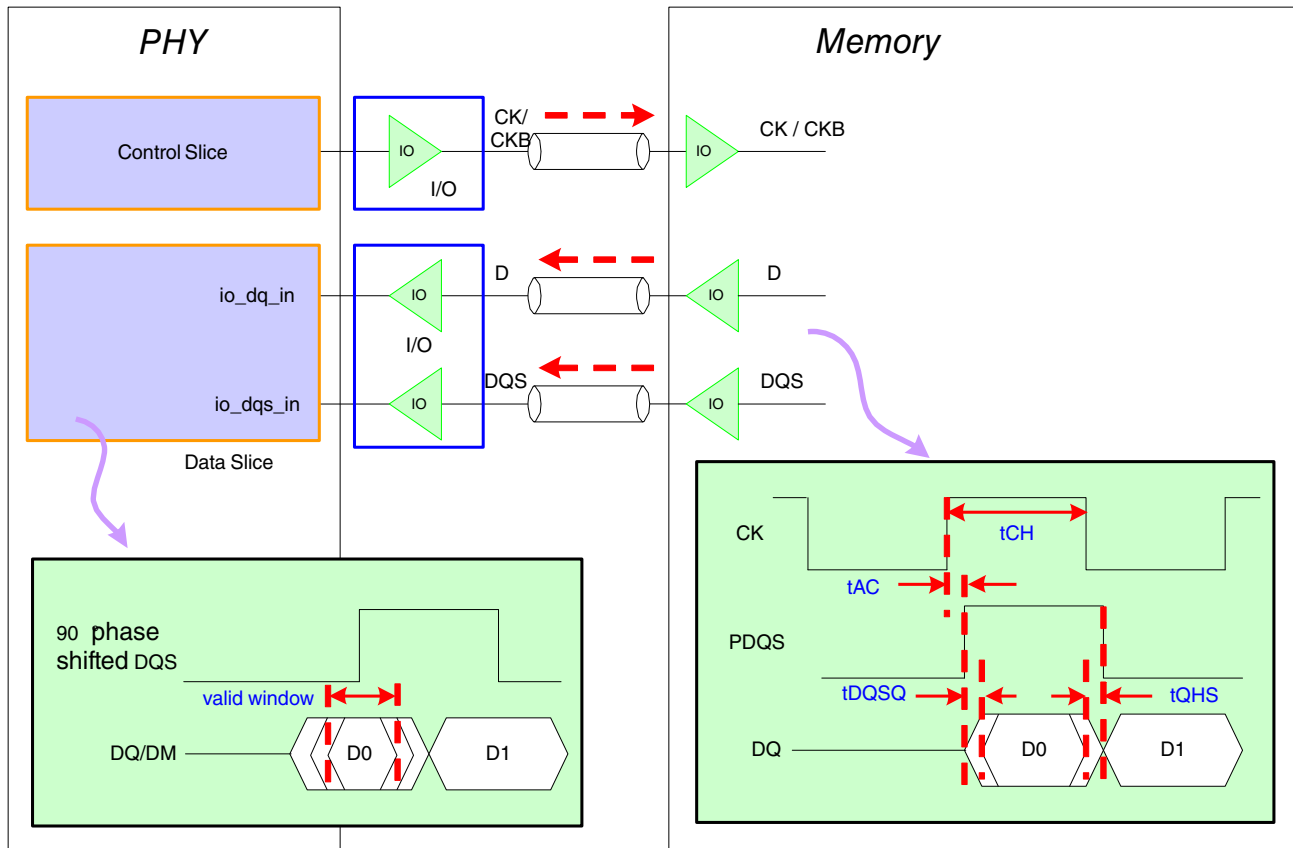 PHY
Memory
Control Slice
IO
I/O
CK/
CKB
IO
CK / CKB
io_dq_in
IO
I/O
D
IO
D
io_dqs_in
IO
DQS
IO
DQS
Data Slice
90° phase
shifted DQS
valid window
DQ/DM
D0
D1
CK
tCH
tAC
PDQS
tDQSQ
tQHS
DQ
D0
D1